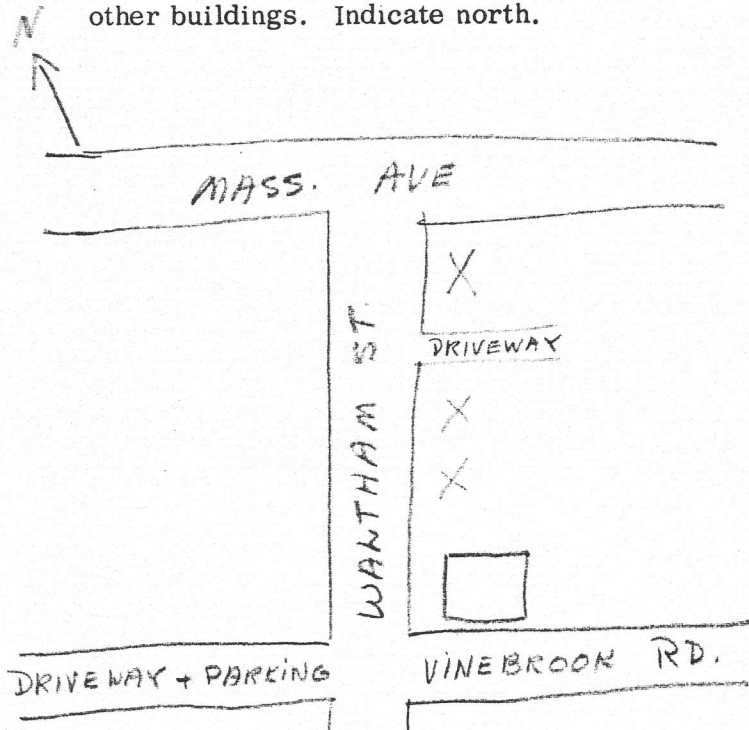 other buildings. Indicate north.
N
MASS. AVE
X
DRIVEWAY
WALTHAM ST.
X
X
DRIVEWAY + PARKING
VINEBROOK RD.